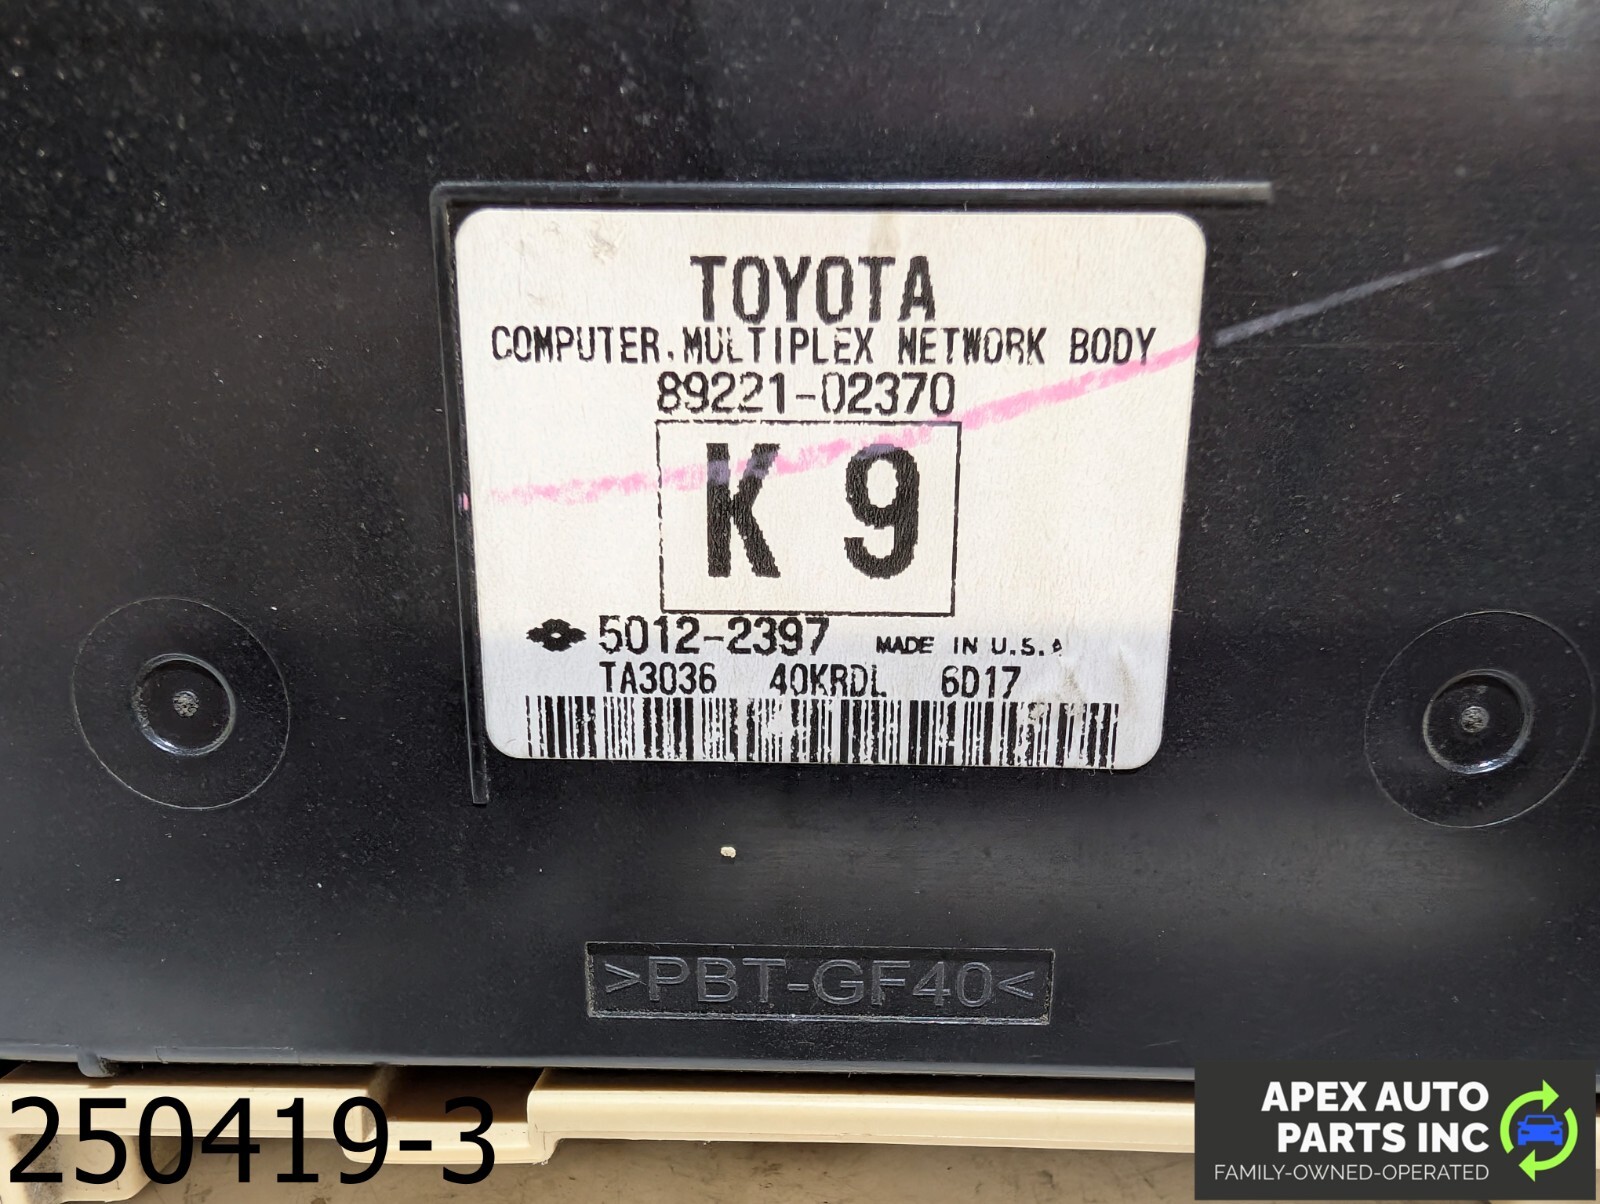 TOYOTA
COMPUTER.MULTIPLEX NETWORK BODY
89221-02370
K 9
5012-2397 MADE IN U.S.A
TA3036 40KRDL 6D17
>PBT-GF40<
250419-3
APEX AUTO
PARTS INC
FAMILY-OWNED-OPERATED